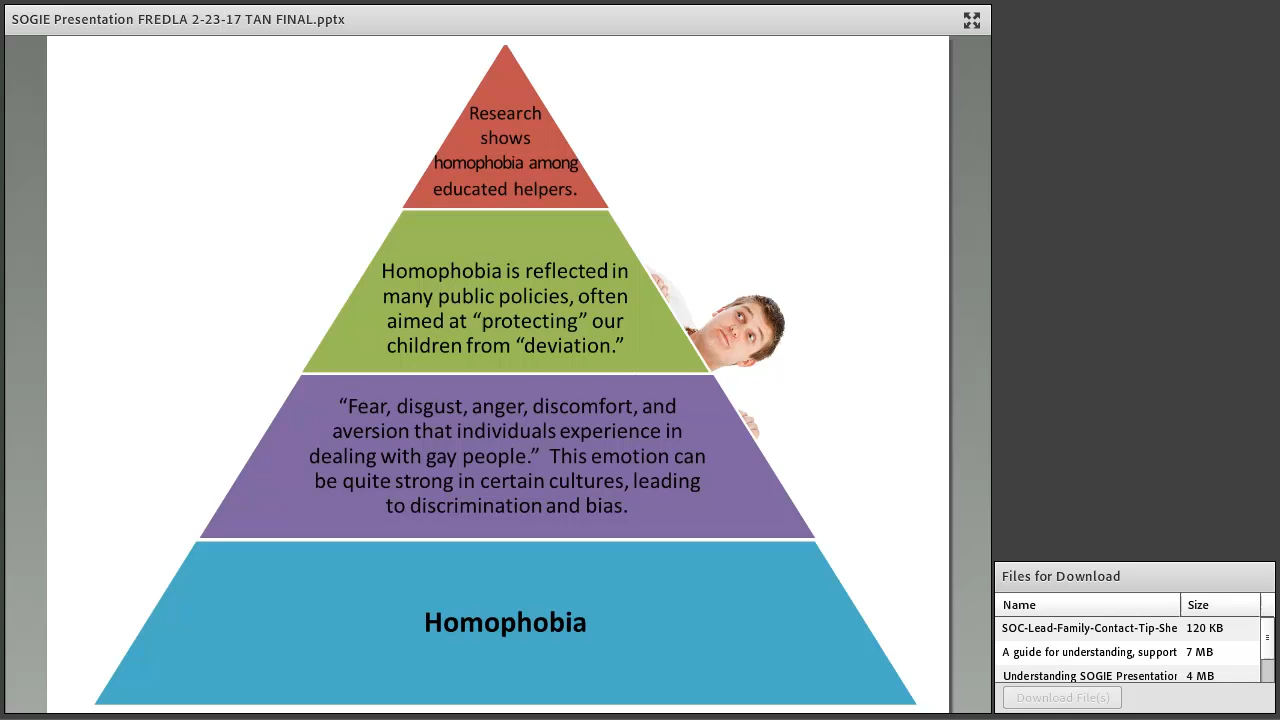 SOGIE Presentation FREDLA 2-23-17 TAN FINAL.pptx
Research
shows
homophobia among
educated helpers.
Homophobia is reflected in
many public policies, often
aimed at “protecting” our
children from “deviation.”
“Fear, disgust, anger, discomfort, and
aversion that individuals experience in
dealing with gay people.” This emotion can
be quite strong in certain cultures, leading
to discrimination and bias.
Homophobia
Files for Download
Name Size
SOC-Lead-Family-Contact-Tip-She 120 KB
A guide for understanding, support 7 MB
Understanding SOGIE Presentation 4 MB
Download File(s)